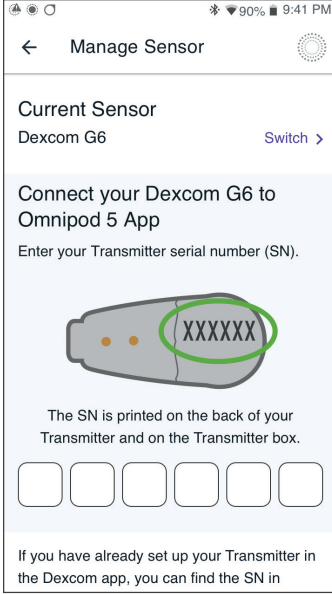 90% 9:41 PM
Manage Sensor
Current Sensor
Dexcom G6
Switch
Connect your Dexcom G6 to
Omnipod 5 App
Enter your Transmitter serial number (SN).
XXXXXX
The SN is printed on the back of your
Transmitter and on the Transmitter box.
If you have already set up your Transmitter in
the Dexcom app, you can find the SN in